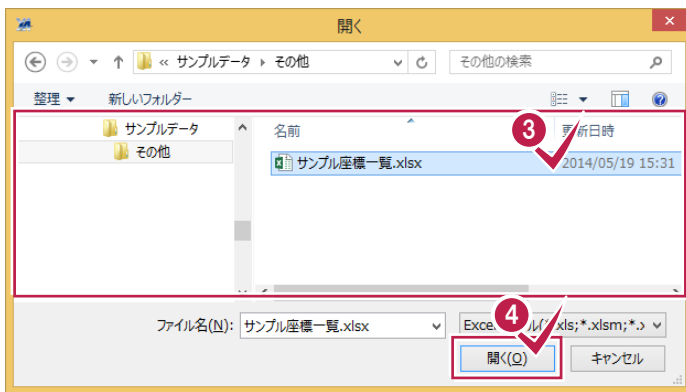 開く
« サンプルデータ ▸ その他
その他の検索
整理 ▼ 新しいフォルダー
サンプルデータ
その他
名前
3
更新日時
サンプル座標一覧.xlsx
2014/05/19 15:31
ファイル名(N): サンプル座標一覧.xlsx
4
開く(O)
キャンセル